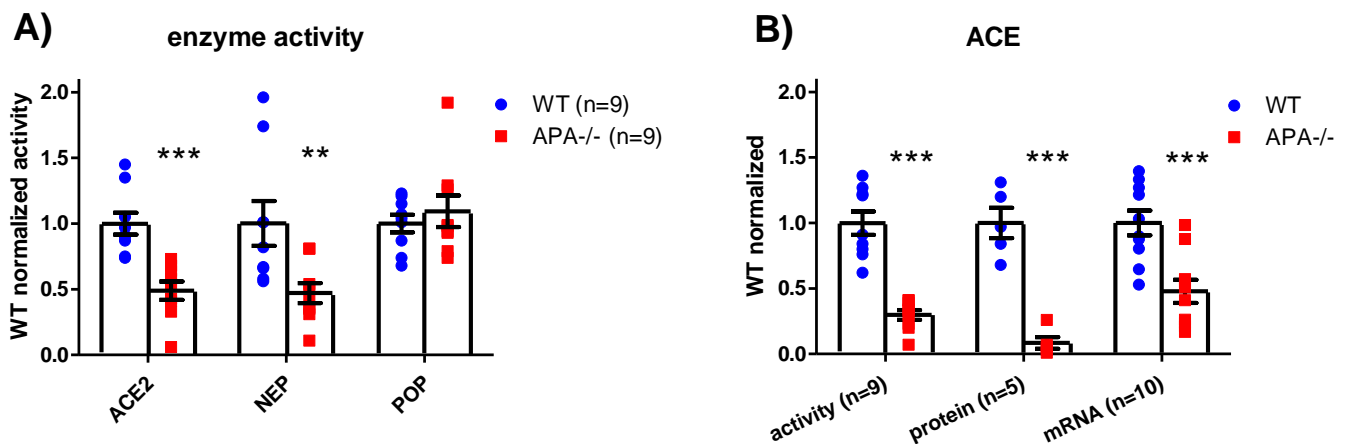 A)
enzyme activity
WT normalized activity
2.0
1.5
1.0
0.5
0.0
*** 
**
ACE2
NEP
POP
WT (n=9)
APA-/- (n=9)
B)
ACE
WT normalized
2.0
1.5
1.0
0.5
0.0
***
***
***
activity (n=9)
protein (n=5)
mRNA (n=10)
WT
APA-/-